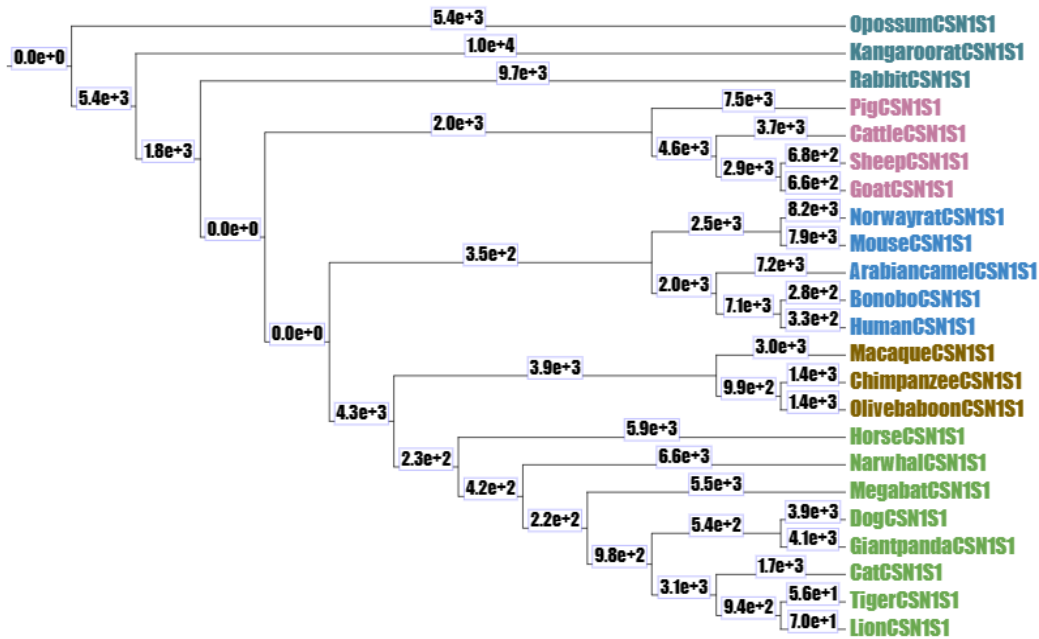 5.4e+3
OpossumCSN1S1
0.0e+0
1.0e+4
KangarooratCSN1S1
5.4e+3
9.7e+3
RabbitCSN1S1
1.8e+3
7.5e+3
PigCSN1S1
2.0e+3
3.7e+3
CattleCSN1S1
4.6e+3
6.8e+2
SheepCSN1S1
2.9e+3
6.6e+2
GoatCSN1S1
0.0e+0
8.2e+3
NorwayratCSN1S1
2.5e+3
7.9e+3
MouseCSN1S1
3.5e+2
7.2e+3
ArabiancamelCSN1S1
2.0e+3
2.8e+2
BonoboCSN1S1
7.1e+3
3.3e+2
HumanCSN1S1
0.0e+0
3.0e+3
MacaqueCSN1S1
3.9e+3
1.4e+3
ChimpanzeeCSN1S1
9.9e+2
1.4e+3
OlivebaboonCSN1S1
4.3e+3
5.9e+3
HorseCSN1S1
2.3e+2
6.6e+3
NarwhalCSN1S1
4.2e+2
5.5e+3
MegabatCSN1S1
2.2e+2
3.9e+3
DogCSN1S1
5.4e+2
4.1e+3
GiantpandaCSN1S1
9.8e+2
1.7e+3
CatCSN1S1
3.1e+3
5.6e+1
TigerCSN1S1
9.4e+2
7.0e+1
LionCSN1S1